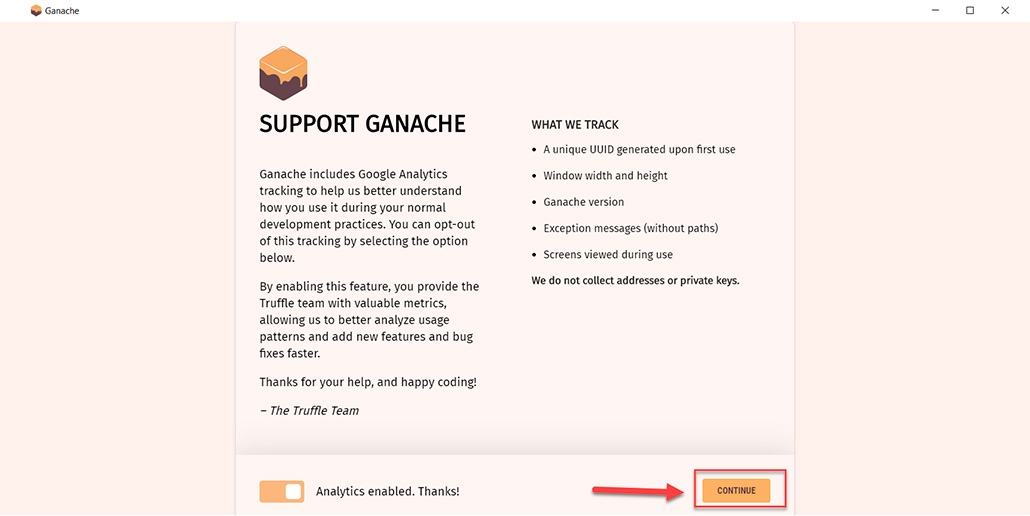 Ganache
SUPPORT GANACHE
Ganache includes Google Analytics
tracking to help us better understand
how you use it during your normal
development practices. You can opt-out
of this tracking by selecting the option
below.
By enabling this feature, you provide the
Truffle team with valuable metrics,
allowing us to better analyze usage
patterns and add new features and bug
fixes faster.
Thanks for your help, and happy coding!
– The Truffle Team
WHAT WE TRACK
• A unique UUID generated upon first use
• Window width and height
• Ganache version
• Exception messages (without paths)
• Screens viewed during use
We do not collect addresses or private keys.
Analytics enabled. Thanks!
CONTINUE